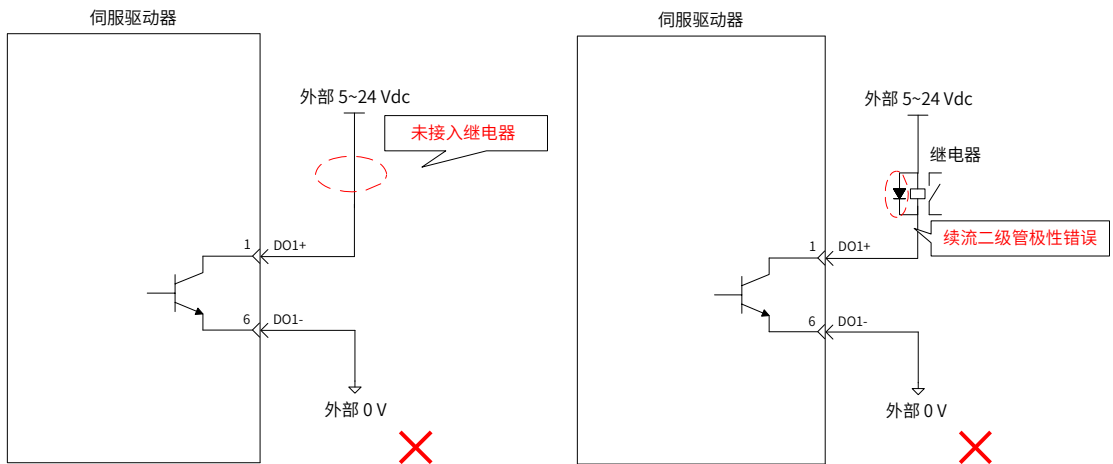 伺服驱动器
外部 5~24 Vdc
未接入继电器
1
DO1+
6
DO1-
外部 0 V
伺服驱动器
外部 5~24 Vdc
继电器
续流二级管极性错误
1
DO1+
6
DO1-
外部 0 V